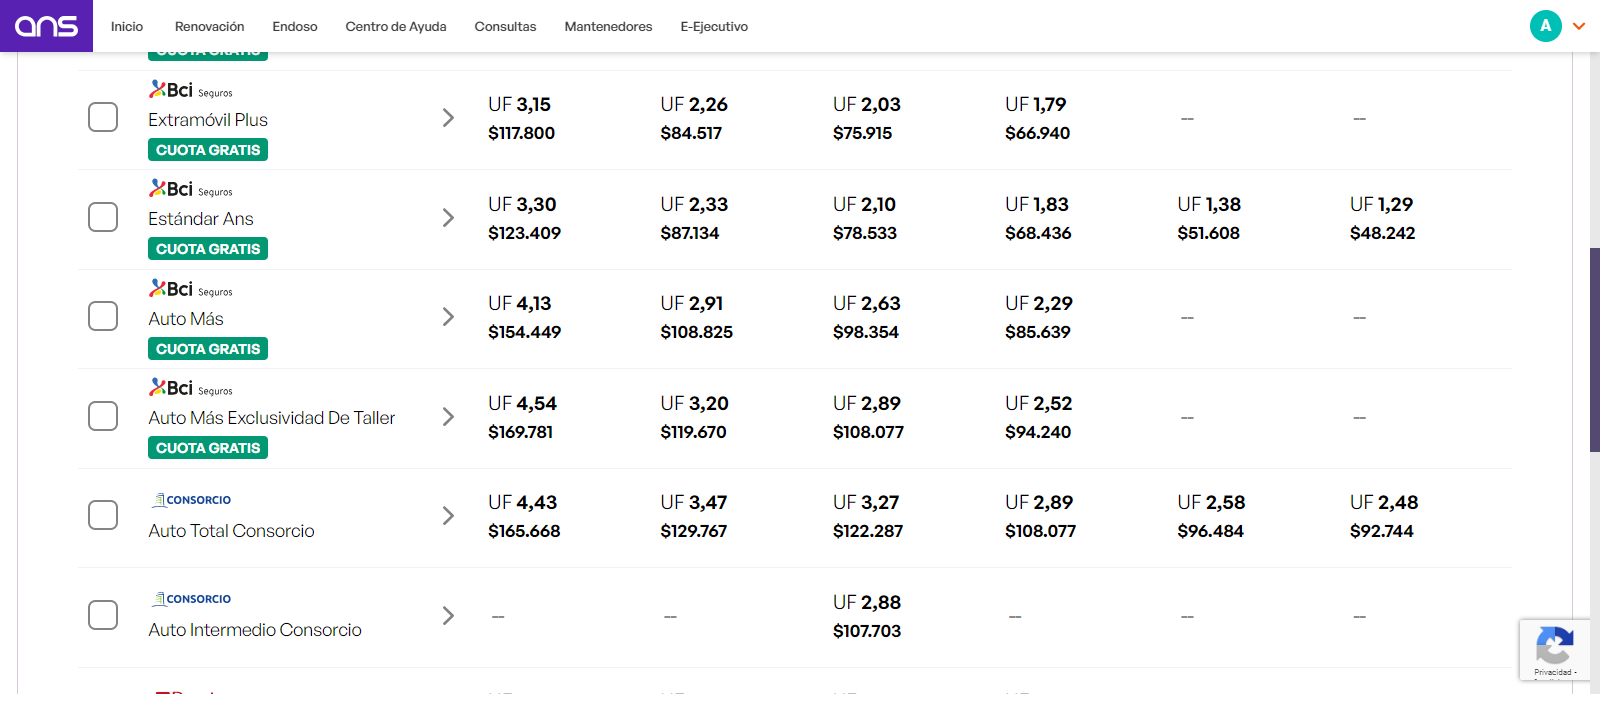 ans Inicio Renovación Endoso Centro de Ayuda Consultas Mantenedores E-Ejecutivo A
CUOTA GRATIS
Bci Seguros
Extramóvil Plus
CUOTA GRATIS
UF 3,15 UF 2,26 UF 2,03 UF 1,79 -- --
$117.800 $84.517 $75.915 $66.940
Bci Seguros
Estándar Ans
CUOTA GRATIS
UF 3,30 UF 2,33 UF 2,10 UF 1,83 UF 1,38 UF 1,29
$123.409 $87.134 $78.533 $68.436 $51.608 $48.242
Bci Seguros
Auto Más
CUOTA GRATIS
UF 4,13 UF 2,91 UF 2,63 UF 2,29 -- --
$154.449 $108.825 $98.354 $85.639
Bci Seguros
Auto Más Exclusividad De Taller
CUOTA GRATIS
UF 4,54 UF 3,20 UF 2,89 UF 2,52 -- --
$169.781 $119.670 $108.077 $94.240
CONSORCIO
Auto Total Consorcio
UF 4,43 UF 3,47 UF 3,27 UF 2,89 UF 2,58 UF 2,48
$165.668 $129.767 $122.287 $108.077 $96.484 $92.744
CONSORCIO
Auto Intermedio Consorcio
-- -- UF 2,88 -- -- --
$107.703
Privacidad -